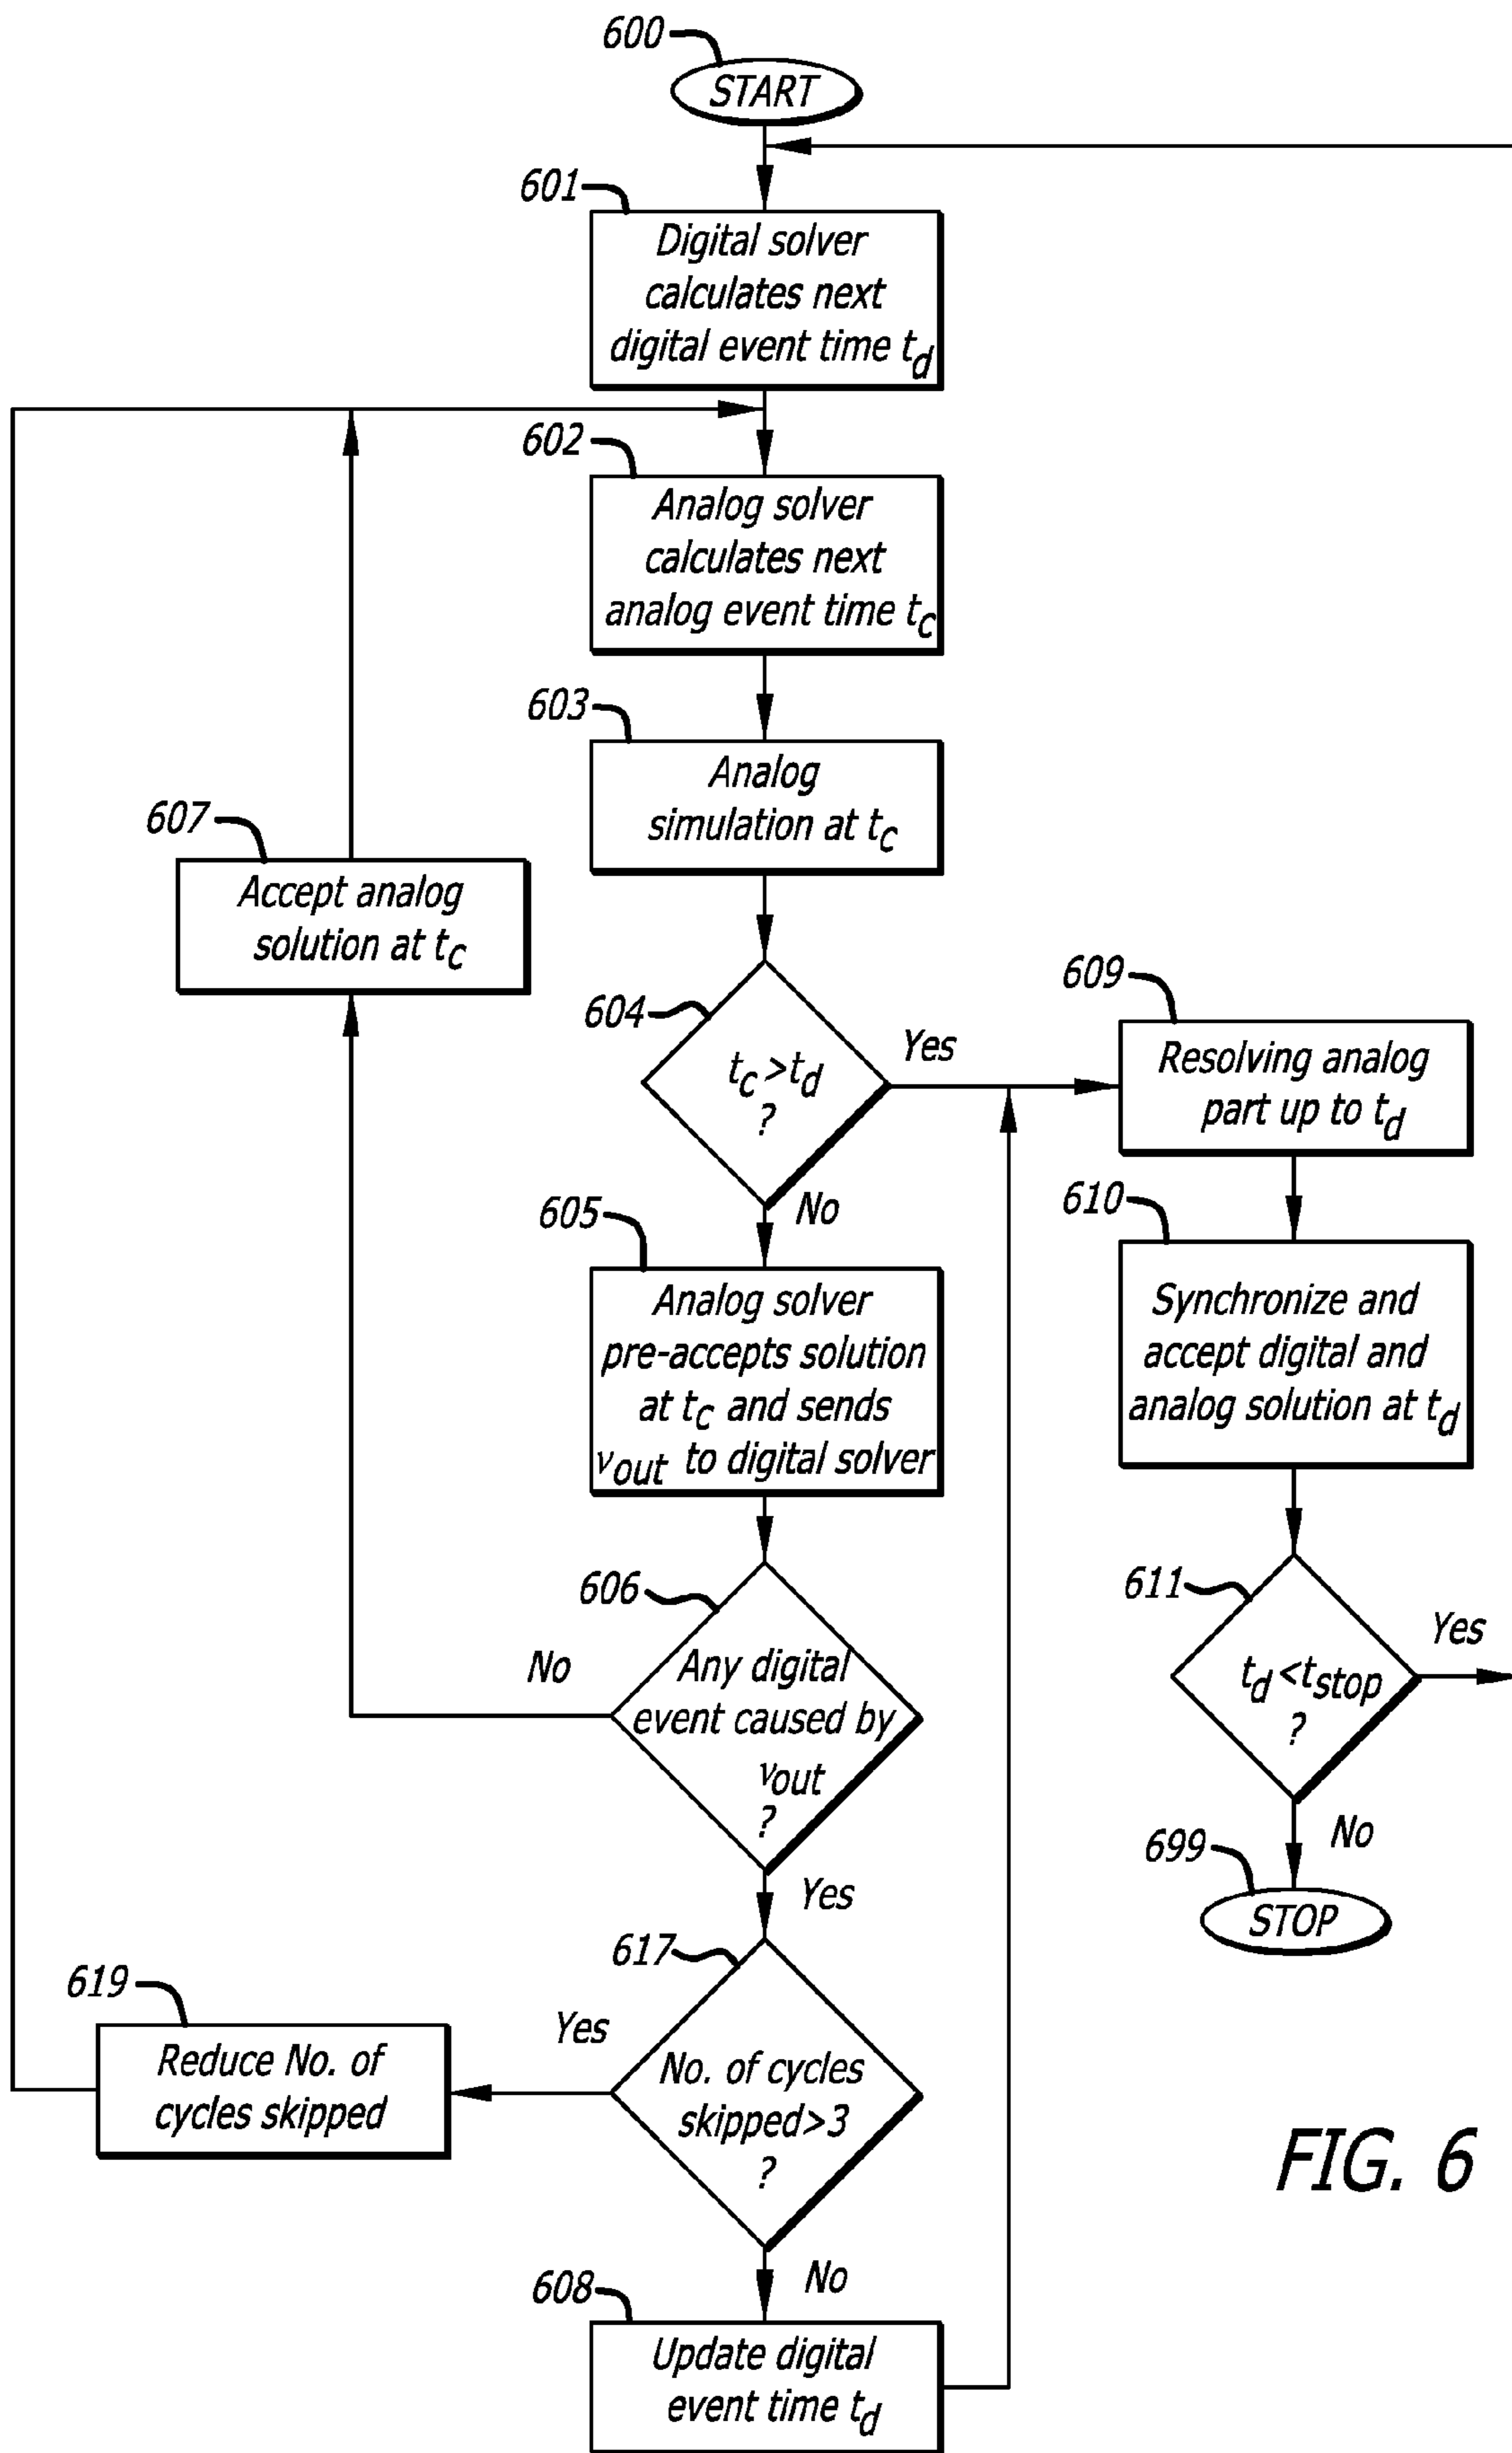 600
START
601
Digital solver
calculates next
digital event time td
602
Analog solver
calculates next
analog event time tc
603
Analog
simulation at tc
607
Accept analog
solution at tc
604
tc>td
?
Yes
No
609
Resolving analog
part up to td
605
Analog solver
pre-accepts solution
at tc and sends
vout to digital solver
610
Synchronize and
accept digital and
analog solution at td
606
Any digital
event caused by
vout
?
No
Yes
611
td<tstop
?
Yes
No
699
STOP
617
No. of cycles
skipped>3
?
Yes
No
619
Reduce No. of
cycles skipped
608
Update digital
event time td
FIG. 6